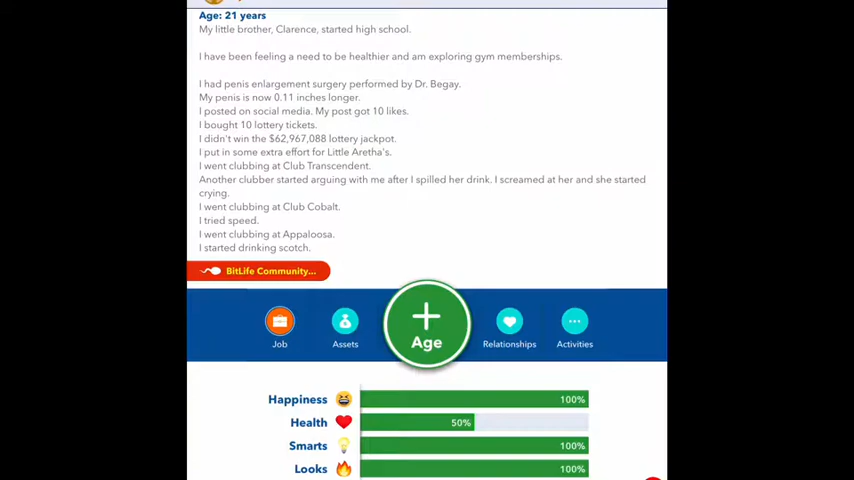 Age: 21 years
My little brother, Clarence, started high school.
I have been feeling a need to be healthier and am exploring gym memberships.
I had penis enlargement surgery performed by Dr. Begay.
My penis is now 0.11 inches longer.
I posted on social media. My post got 10 likes.
I bought 10 lottery tickets.
I didn't win the $62,967,088 lottery jackpot.
I put in some extra effort for Little Aretha's.
I went clubbing at Club Transcendent.
Another clubber started arguing with me after I spilled her drink. I screamed at her and she started
crying.
I went clubbing at Club Cobalt.
I tried speed.
I went clubbing at Appaloosa.
I started drinking scotch.
BitLife Community...
Job
Assets
Age
Relationships
Activities
Happiness 100%
Health 50%
Smarts 100%
Looks 100%